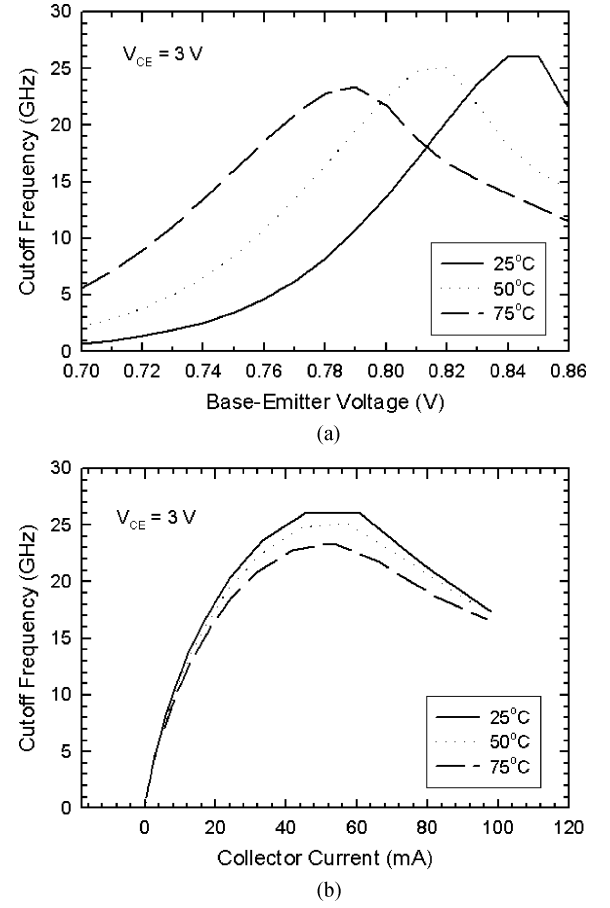 30
25
20
15
10
5
0
Cutoff Frequency (GHz)
V_CE = 3 V
25°C
50°C
75°C
0.70 0.72 0.74 0.76 0.78 0.80 0.82 0.84 0.86
Base-Emitter Voltage (V)
(a)
30
25
20
15
10
5
0
Cutoff Frequency (GHz)
V_CE = 3 V
25°C
50°C
75°C
0 20 40 60 80 100 120
Collector Current (mA)
(b)